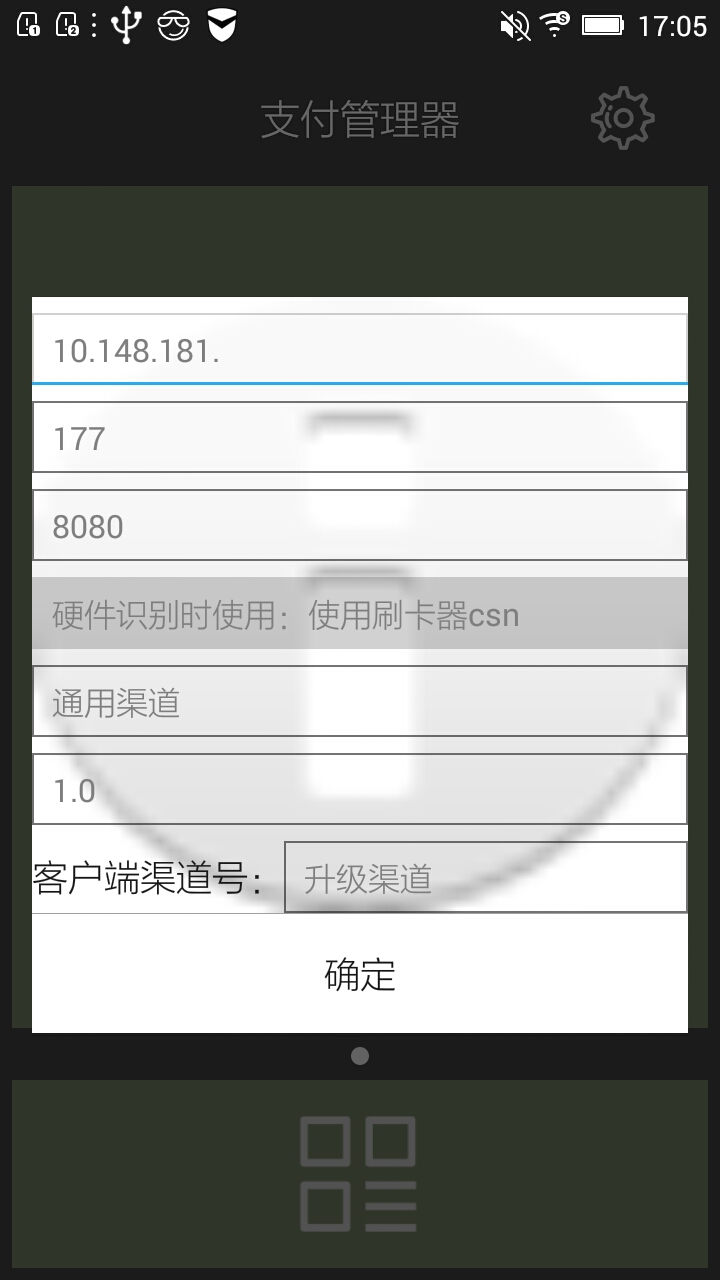 17:05
支付管理器
10.148.181.
177
8080
硬件识别时使用：使用刷卡器csn
通用渠道
1.0
客户端渠道号： 升级渠道
确定